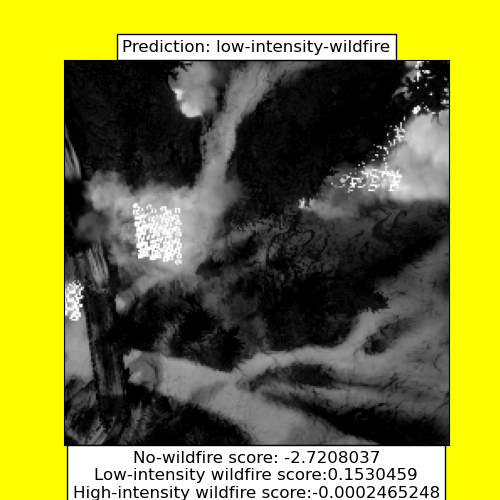 Prediction: low-intensity-wildfire
No-wildfire score: -2.7208037
Low-intensity wildfire score:0.1530459
High-intensity wildfire score:-0.0002465248